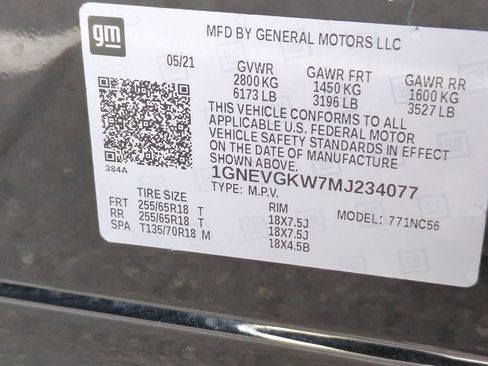 gm
MFD BY GENERAL MOTORS LLC
05/21 GVWR GAWR FRT GAWR RR
2800 KG 1450 KG 1600 KG
6173 LB 3196 LB 3527 LB
THIS VEHICLE CONFORMS TO ALL
APPLICABLE U.S. FEDERAL MOTOR
VEHICLE SAFETY STANDARDS IN EFFECT
ON THE DATE OF MANUFACTURE
SHOWN ABOVE.
384A
1GNEVGKW7MJ234077
TYPE: M.P.V.
TIRE SIZE RIM MODEL: 771NC56
FRT 255/65R18 T 18X7.5J
RR 255/65R18 T 18X7.5J
SPA T135/70R18 M 18X4.5B